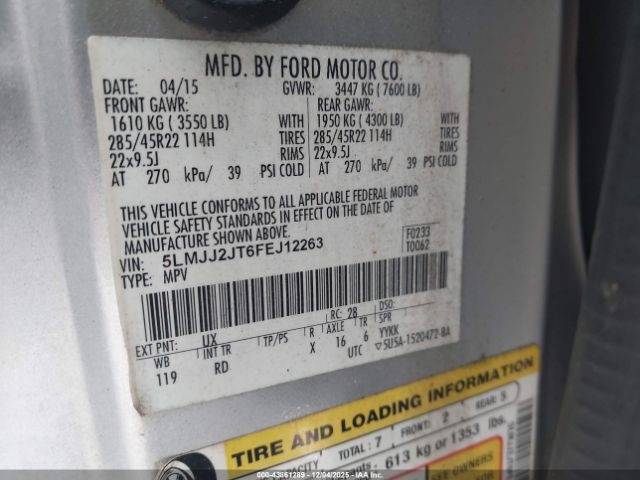 MFD. BY FORD MOTOR CO.
DATE: 04/15 GVWR: 3447 KG (7600 LB)
FRONT GAWR: REAR GAWR:
1610 KG (3550 LB) WITH 1950 KG (4300 LB) WITH
285/45R22 114H TIRES 285/45R22 114H TIRES
22x9.5J RIMS 22x9.5J RIMS
AT 270 kPa/ 39 PSI COLD AT 270 kPa/ 39 PSI COLD
THIS VEHICLE CONFORMS TO ALL APPLICABLE FEDERAL MOTOR
VEHICLE SAFETY STANDARDS IN EFFECT ON THE DATE OF
MANUFACTURE SHOWN ABOVE.
VIN: 5LMJJ2JT6FEJ12263 F0233
TYPE: MPV T0062
RC: 28 DSO:
EXT PNT: UX TP/PS R AXLE TR SPR
WB INT TR X 16 6 YYKK
119 RD UTC ▽5U5A-1520472-BA
TIRE AND LOADING INFORMATION
TOTAL: 7 FRONT: 2 REAR: 5
613 kg or 1353 lbs.
SEE OWNERS
00-43861289 - 12/04/2025 -